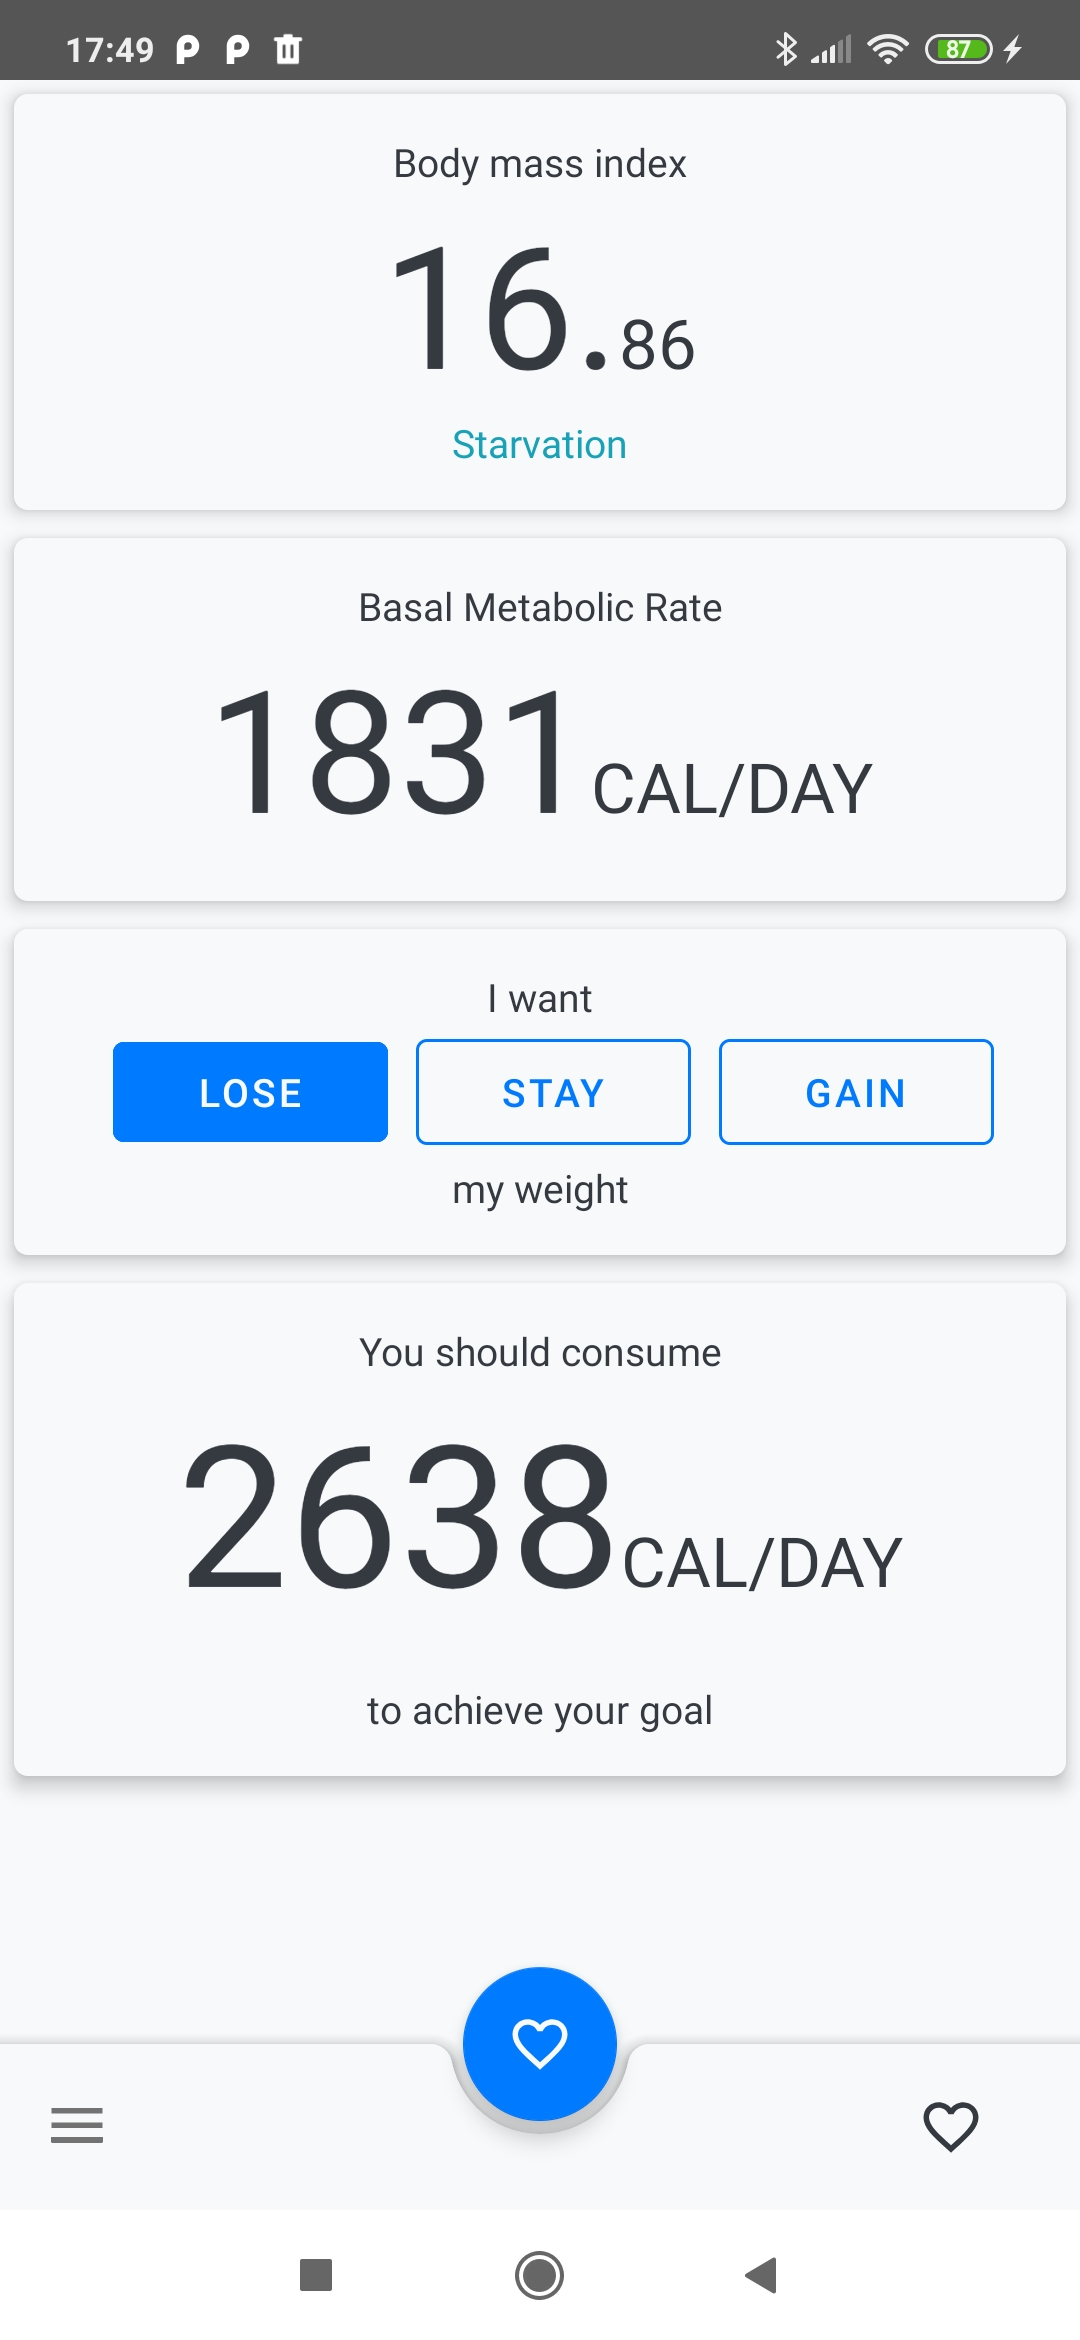 17:49
87
Body mass index
16.86
Starvation
Basal Metabolic Rate
1831 CAL/DAY
I want
LOSE STAY GAIN
my weight
You should consume
2638 CAL/DAY
to achieve your goal